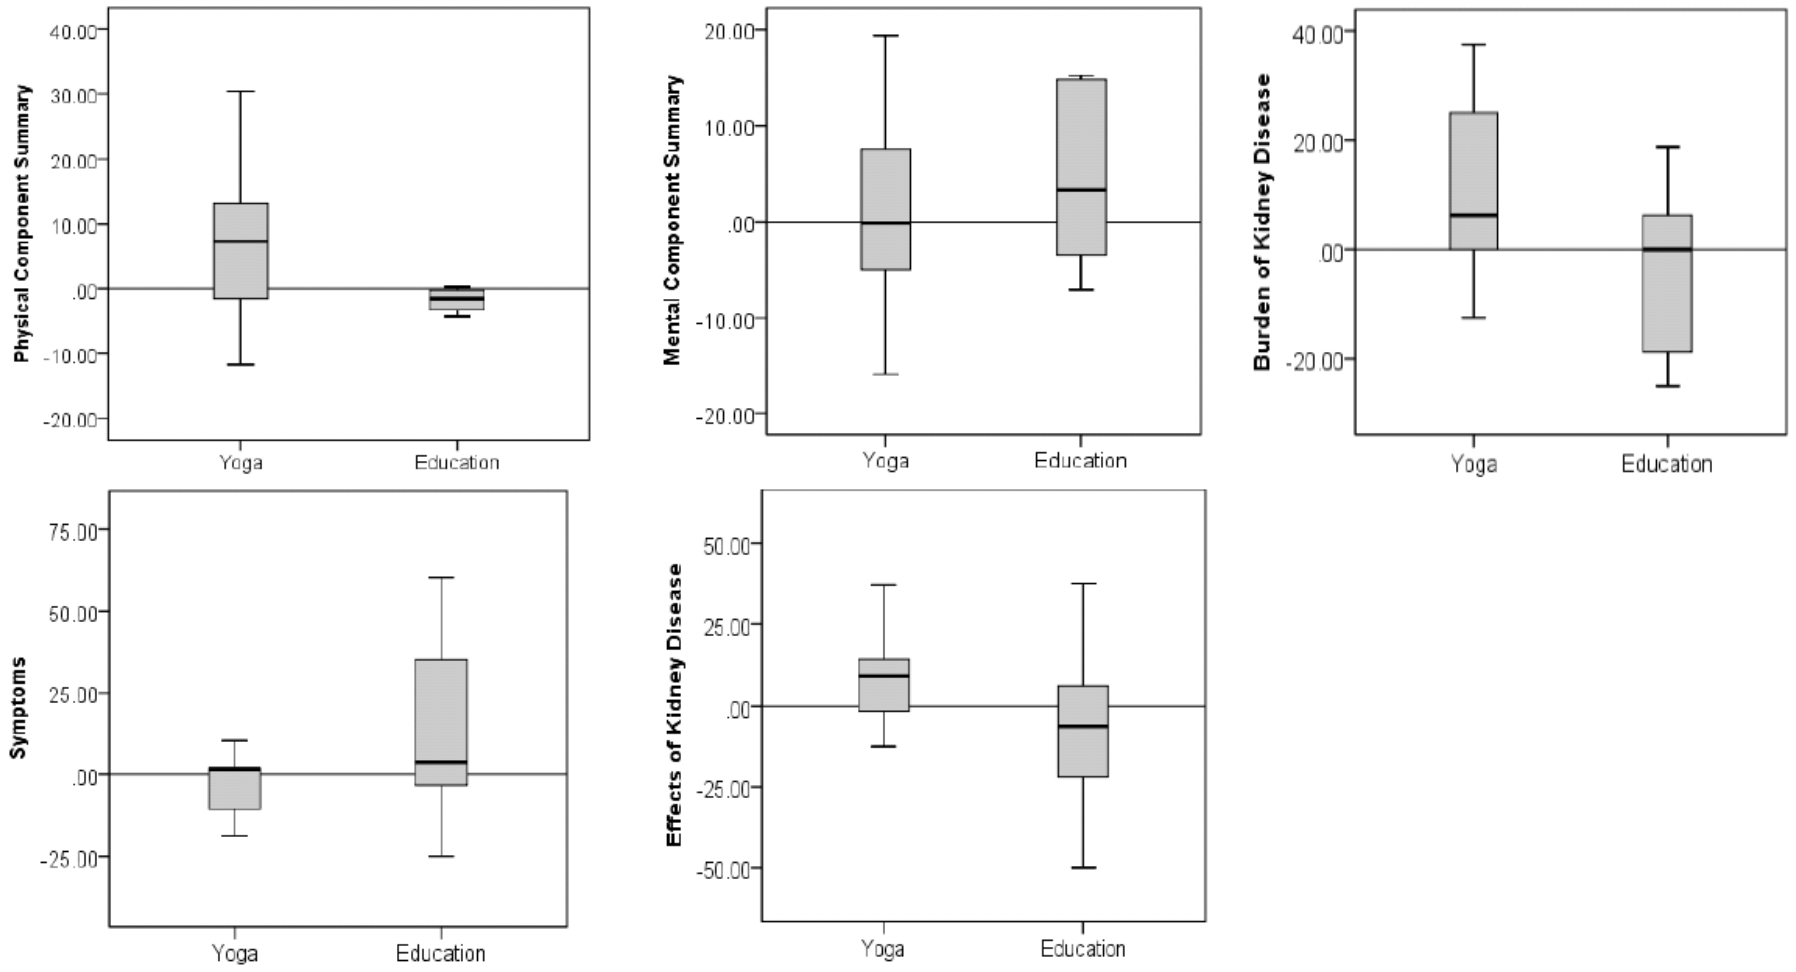 Physical Component Summary
40.00
30.00
20.00
10.00
.00
-10.00
-20.00
Yoga
Education
Mental Component Summary
20.00
10.00
.00
-10.00
-20.00
Yoga
Education
Burden of Kidney Disease
40.00
20.00
.00
-20.00
Yoga
Education
Symptoms
75.00
50.00
25.00
.00
-25.00
Yoga
Education
Effects of Kidney Disease
50.00
25.00
.00
-25.00
-50.00
Yoga
Education